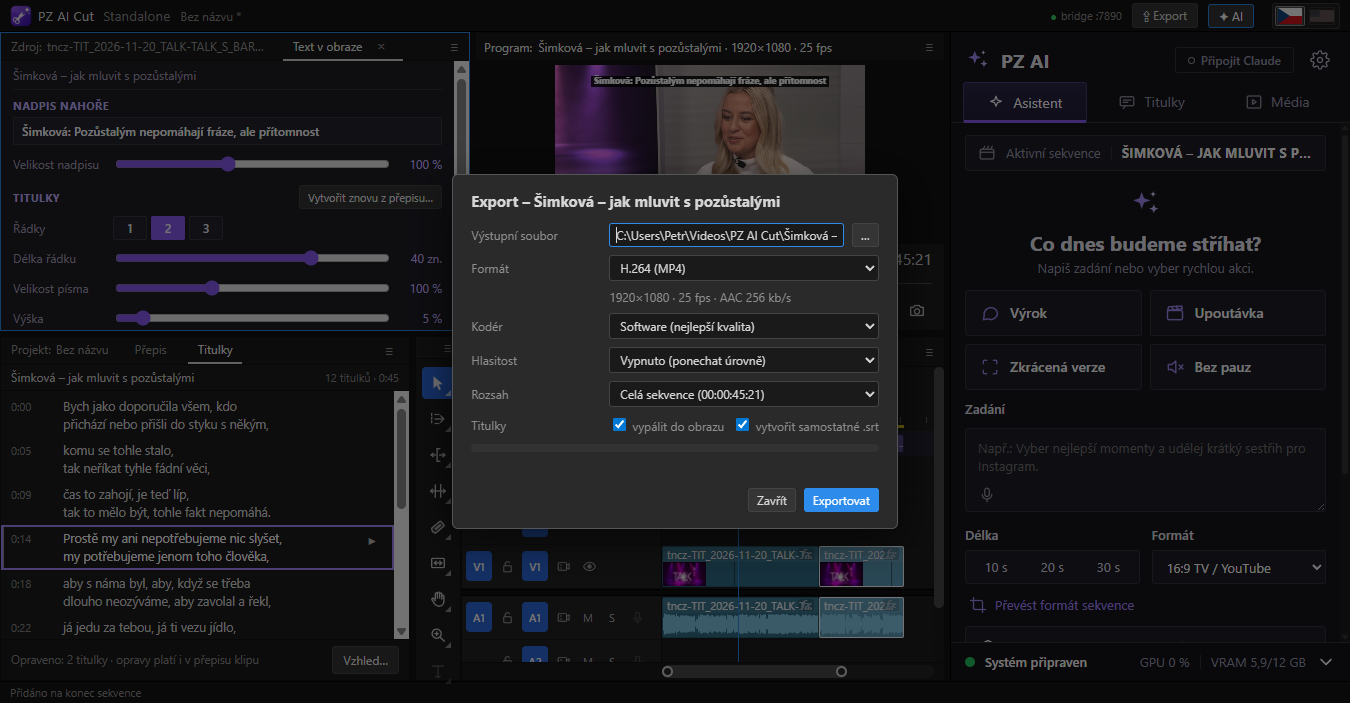 PZ AI Cut Standalone Bez názvu *
bridge :7890
Export
AI
Zdroj: tncz-TIT_2026-11-20_TALK-TALK_S_BAR...
Text v obraze ×
Šimková – jak mluvit s pozůstalými
NADPIS NAHOŘE
Šimková: Pozůstalým nepomáhají fráze, ale přítomnost
Velikost nadpisu 100 %
TITULKY
Vytvořit znovu z přepisu...
Řádky 1 2 3
Délka řádku 40 zn.
Velikost písma 100 %
Výška 5 %
Program: Šimková – jak mluvit s pozůstalými · 1920×1080 · 25 fps
Šimková: Pozůstalým nepomáhají fráze, ale přítomnost
45:21
Export – Šimková – jak mluvit s pozůstalými
Výstupní soubor C:\Users\Petr\Videos\PZ AI Cut\Šimková – ...
Formát H.264 (MP4)
1920×1080 · 25 fps · AAC 256 kb/s
Kodér Software (nejlepší kvalita)
Hlasitost Vypnuto (ponechat úrovně)
Rozsah Celá sekvence (00:00:45:21)
Titulky vypálit do obrazu vytvořit samostatné .srt
Zavřít Exportovat
Projekt: Bez názvu Přepis Titulky
Šimková – jak mluvit s pozůstalými 12 titulků · 0:45
0:00 Bych jako doporučila všem, kdo
přichází nebo přišli do styku s někým,
0:05 komu se tohle stalo,
tak neříkat tyhle fádní věci,
0:09 čas to zahojí, je teď líp,
tak to mělo být, tohle fakt nepomáhá.
0:14 Prostě my ani nepotřebujeme nic slyšet,
my potřebujeme jenom toho člověka,
0:18 aby s náma byl, aby, když se třeba
dlouho neozýváme, aby zavolal a řekl,
0:22 já jedu za tebou, já ti vezu jídlo,
Opraveno: 2 titulky · opravy platí i v přepisu klipu
Vzhled...
Přidáno na konec sekvence
V1 V1
tncz-TIT_2026-11-20_TALK-TALK fx
tncz-TIT_202 fx
TALK
TALK
A1 A1 M S
tncz-TIT_2026-11-20_TALK-TALK fx
tncz-TIT_202 fx
A2 M S
PZ AI
Připojit Claude
Asistent Titulky Média
Aktivní sekvence ŠIMKOVÁ – JAK MLUVIT S P...
Co dnes budeme stříhat?
Napiš zadání nebo vyber rychlou akci.
Výrok Upoutávka
Zkrácená verze Bez pauz
Zadání
Např.: Vyber nejlepší momenty a udělej krátký sestřih pro
Instagram.
Délka Formát
10 s 20 s 30 s 16:9 TV / YouTube
Převést formát sekvence
Systém připraven GPU 0 % VRAM 5,9/12 GB